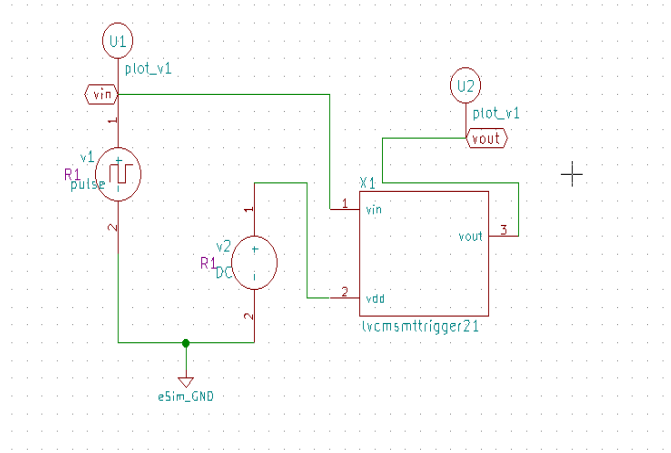 U1
plot_v1
vin
1
v1
R1
pulse
2
U2
plot_v1
vout
X1
1
vin
vout
3
2
vdd
lvcmsmttrigger21
1
v2
R1
DC
2
eSim_GND